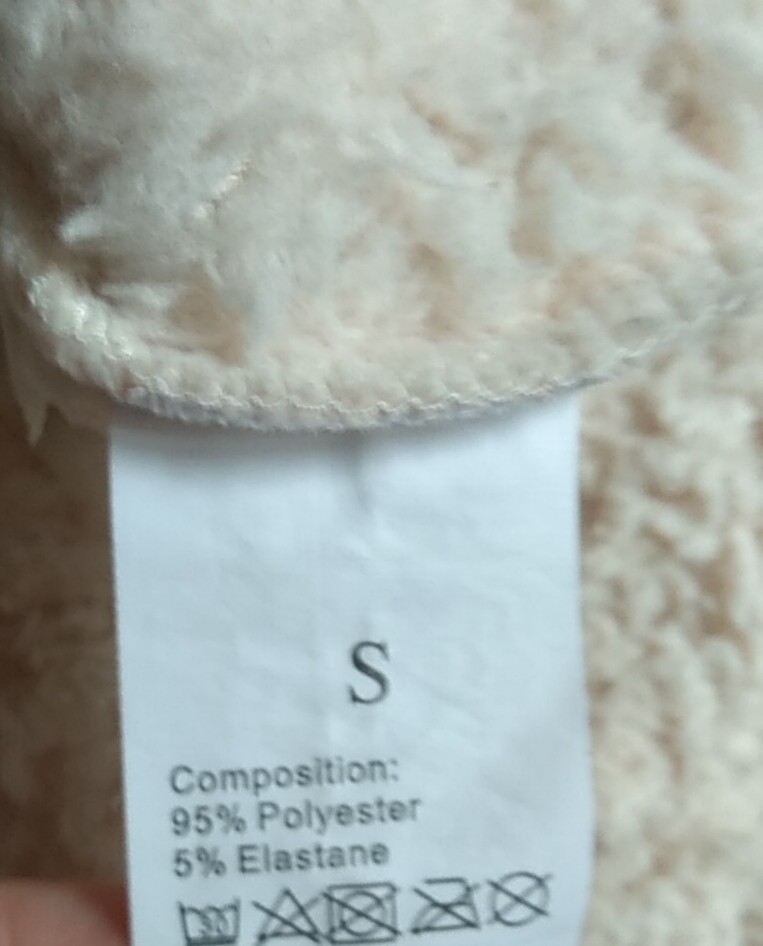 S
Composition:
95% Polyester
5% Elastane
30